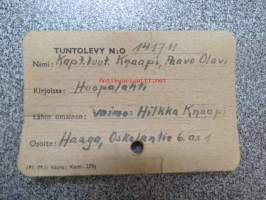 TUNTOLEVY N:O 141711
Nimi: Kapt.luut. Knaapi, Paavo Olavi
Kirjoissa: Huopalahti
Lähin omainen: vaimo: Hilkka Knaapi
Osoite: Haaga, Oskelantie 6. as 1